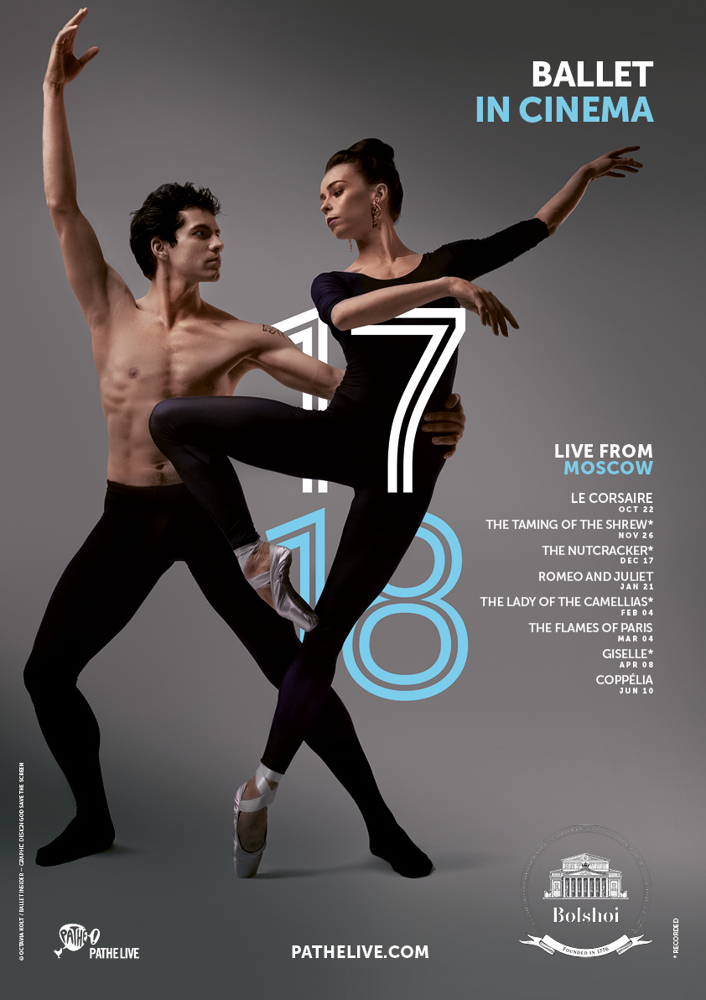 BALLET
IN CINEMA
17
18
LIVE FROM
MOSCOW
LE CORSAIRE
OCT 22
THE TAMING OF THE SHREW*
NOV 26
THE NUTCRACKER*
DEC 17
ROMEO AND JULIET
JAN 21
THE LADY OF THE CAMELLIAS*
FEB 04
THE FLAMES OF PARIS
MAR 04
GISELLE*
APR 08
COPPÉLIA
JUN 10
© OCTAVIA HOLT / BALLET INSIDER – GRAPHIC DESIGN GOD SAVE THE SCREEN
PATHE
PATHE LIVE
PATHELIVE.COM
Bolshoi
FOUNDED IN 1776
* RECORDED